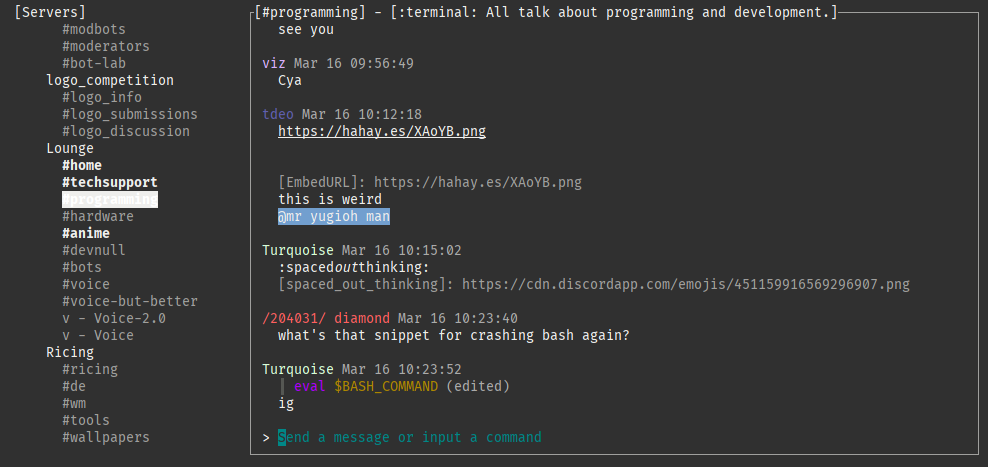 [Servers]
#modbots
#moderators
#bot-lab
logo_competition
#logo_info
#logo_submissions
#logo_discussion
Lounge
#home
#techsupport
#programming
#hardware
#anime
#devnull
#bots
#voice
#voice-but-better
v - Voice-2.0
v - Voice
Ricing
#ricing
#de
#wm
#tools
#wallpapers
[#programming] - [:terminal: All talk about programming and development.]
see you
viz Mar 16 09:56:49
Cya
tdeo Mar 16 10:12:18
https://hahay.es/XAoYB.png
[EmbedURL]: https://hahay.es/XAoYB.png
this is weird
@mr yugioh man
Turquoise Mar 16 10:15:02
:spacedoutthinking:
[spaced_out_thinking]: https://cdn.discordapp.com/emojis/451159916569296907.png
/204031/ diamond Mar 16 10:23:40
what's that snippet for crashing bash again?
Turquoise Mar 16 10:23:52
eval $BASH_COMMAND (edited)
ig
> Send a message or input a command